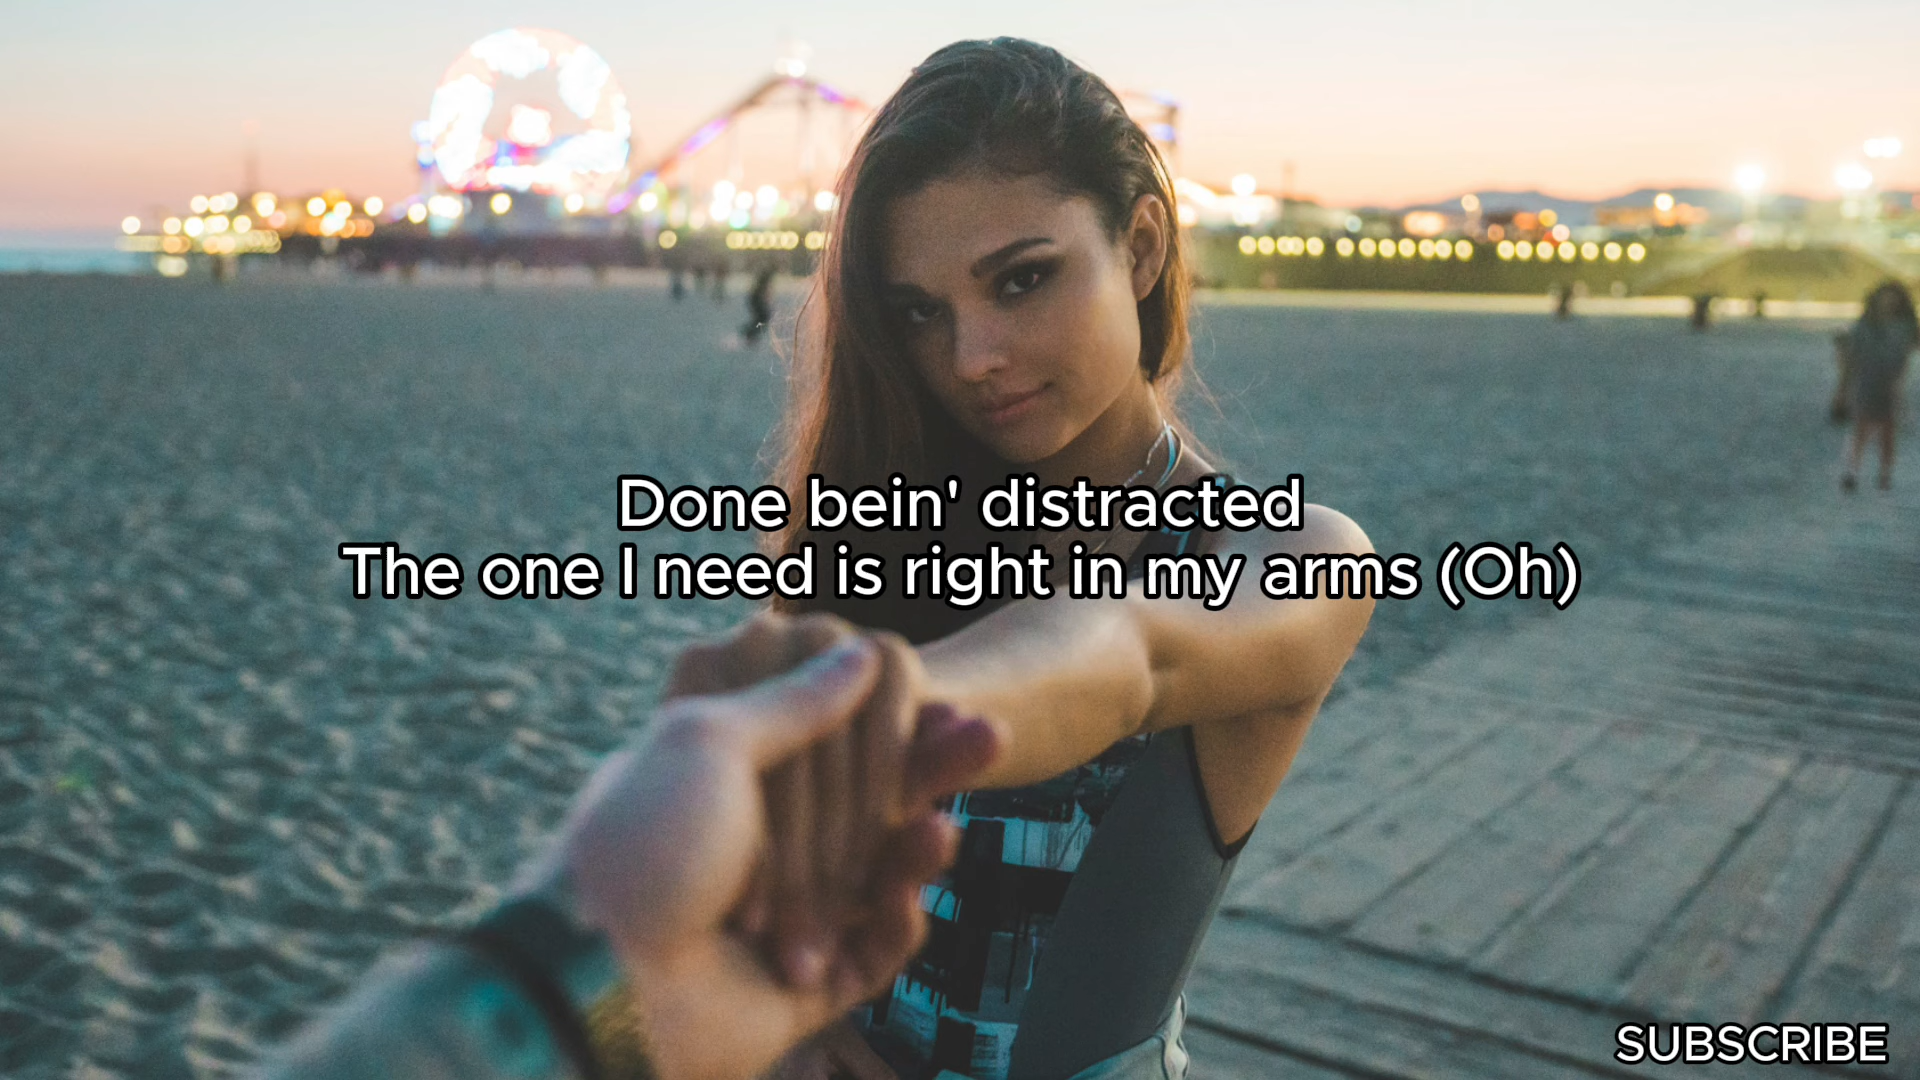 Done bein' distracted
The one I need is right in my arms (Oh)
SUBSCRIBE